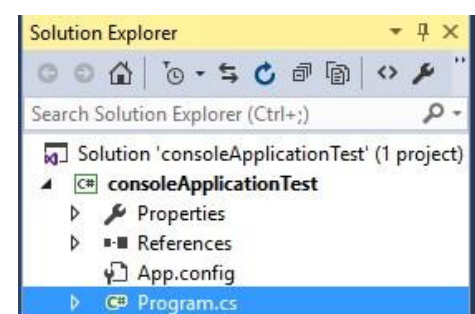 Solution Explorer
Search Solution Explorer (Ctrl+;)
Solution 'consoleApplicationTest' (1 project)
C# consoleApplicationTest
Properties
References
App.config
C# Program.cs